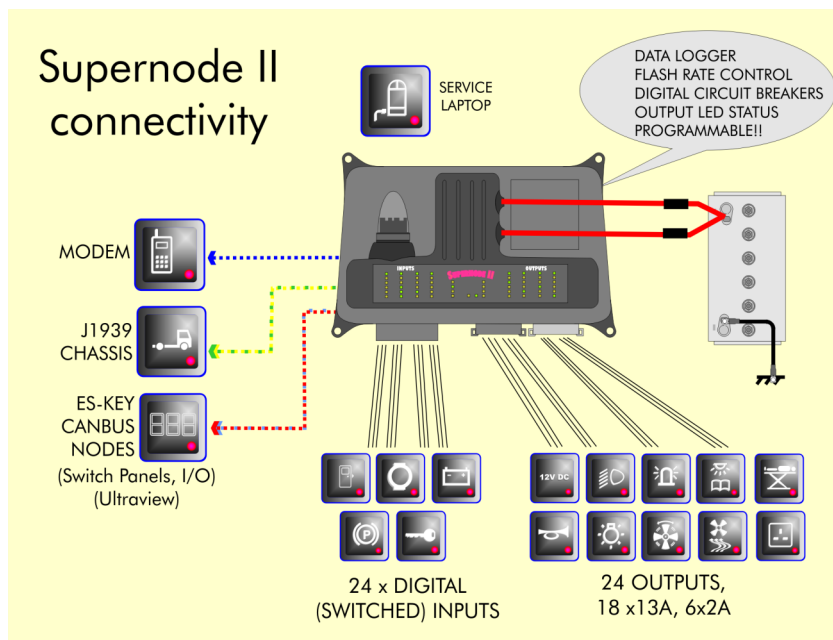 Supernode II
connectivity
SERVICE
LAPTOP
DATA LOGGER
FLASH RATE CONTROL
DIGITAL CIRCUIT BREAKERS
OUTPUT LED STATUS
PROGRAMMABLE!!
MODEM
J1939
CHASSIS
ES-KEY
CANBUS
NODES
(Switch Panels, I/O)
(Ultraview)
INPUTS
Supernode II
OUTPUTS
12V DC
P
24 x DIGITAL
(SWITCHED) INPUTS
24 OUTPUTS,
18 x13A, 6x2A